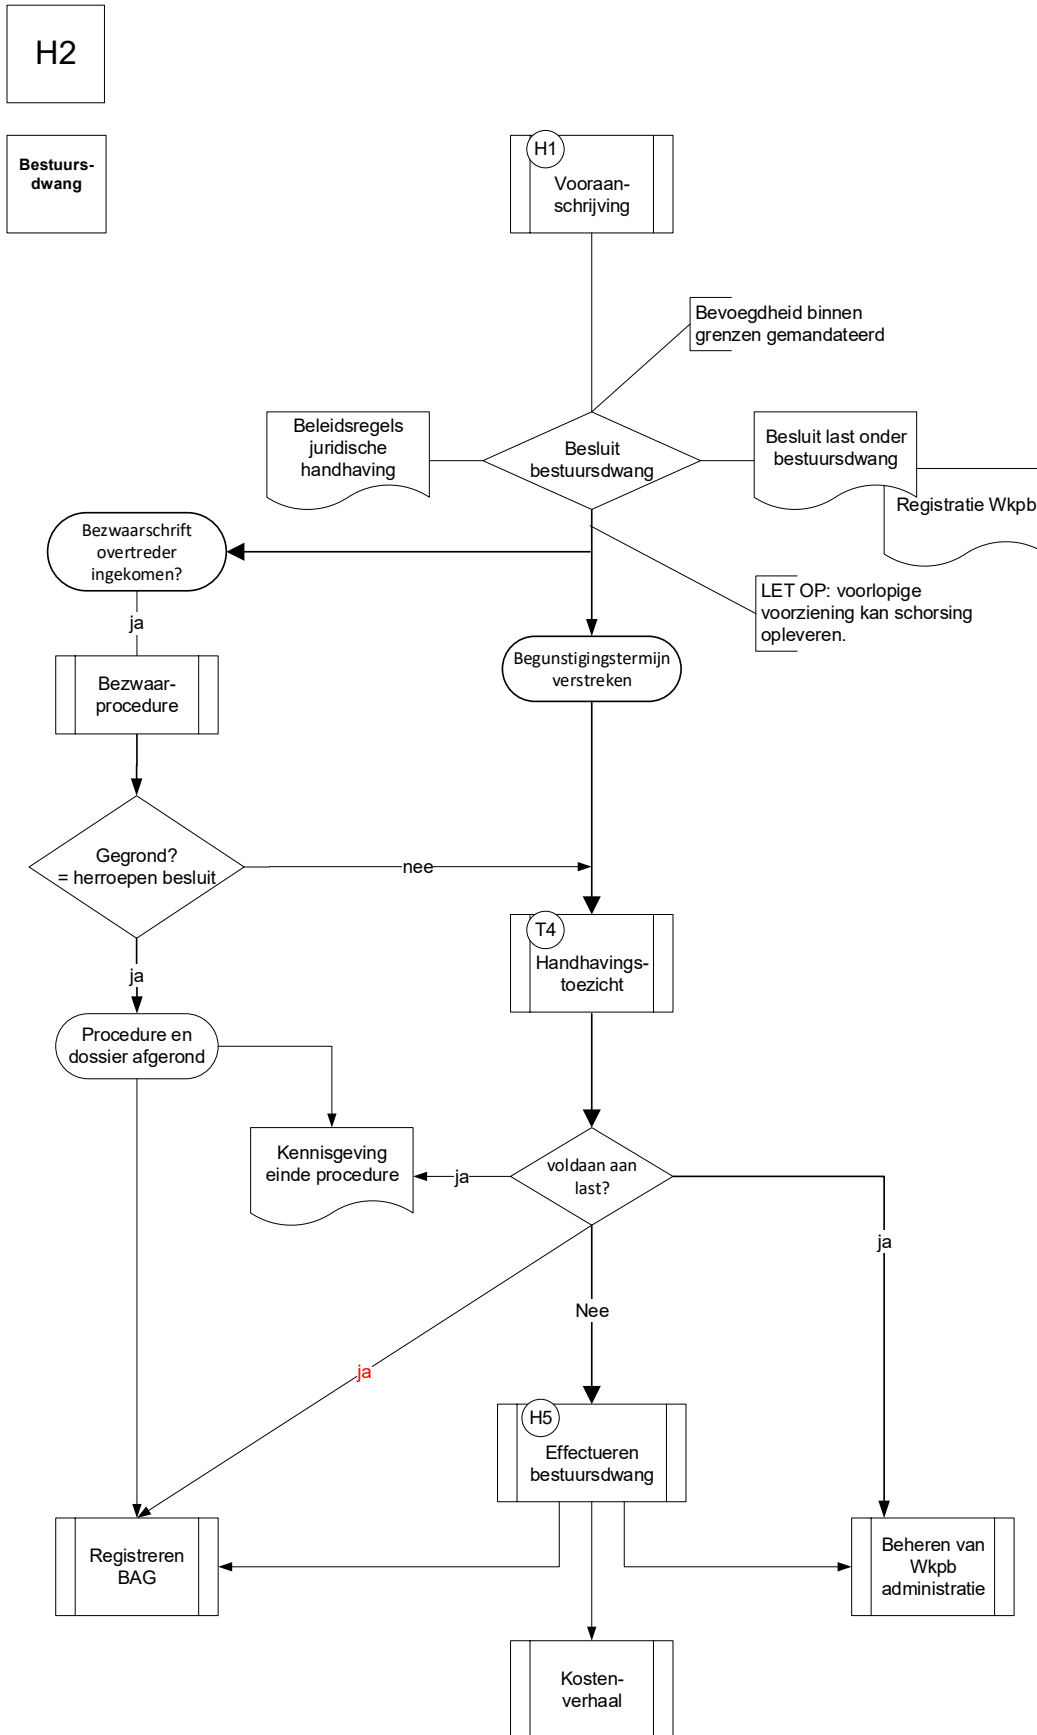 H2
Bestuurs-
dwang
H1
Vooraan-
schrijving
Bevoegdheid binnen
grenzen gemandateerd
Beleidsregels
juridische
handhaving
Besluit
bestuursdwang
Besluit last onder
bestuursdwang
Registratie Wkpb
Bezwaarschrift
overtreder
ingekomen?
LET OP: voorlopige
voorziening kan schorsing
opleveren.
ja
Begunstigingstermijn
verstreken
Bezwaar-
procedure
Gegrond?
= herroepen besluit
nee
T4
Handhavings-
toezicht
ja
Procedure en
dossier afgerond
Kennisgeving
einde procedure
ja
voldaan aan
last?
ja
Nee
ja
H5
Effectueren
bestuursdwang
Registreren
BAG
Beheren van
Wkpb
administratie
Kosten-
verhaal